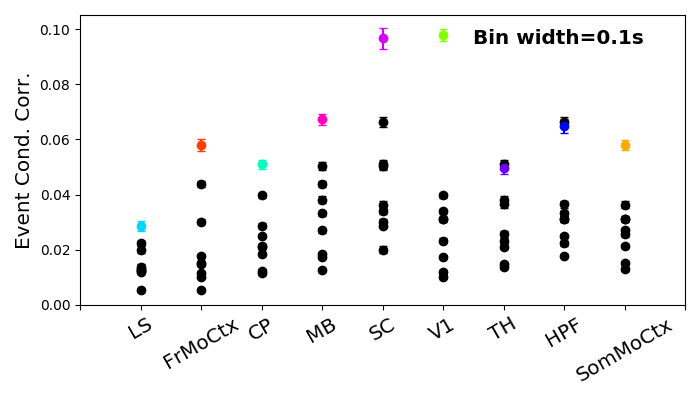 Bin width=0.1s
Event Cond. Corr.
0.10
0.08
0.06
0.04
0.02
0.00
LS FrMoCtx CP MB SC V1 TH HPF SomMoCtx